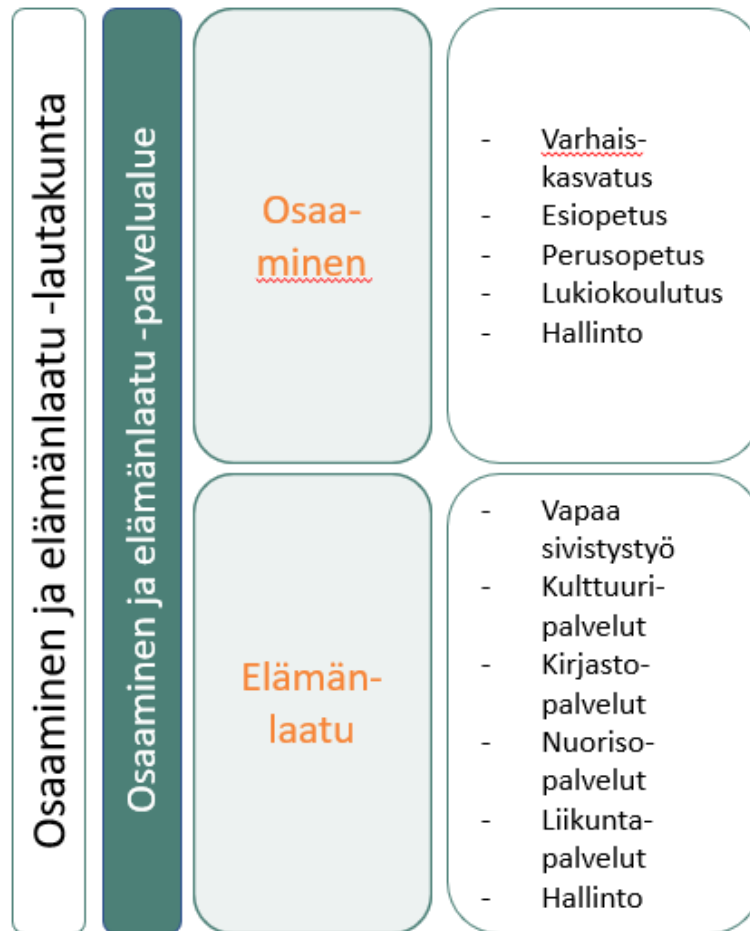 Osaaminen ja elämänlaatu -lautakunta
Osaaminen ja elämänlaatu -palvelualue
Osaa-
minen
- Varhais-
kasvatus
- Esiopetus
- Perusopetus
- Lukiokoulutus
- Hallinto
Elämän-
laatu
- Vapaa
sivistystyö
- Kulttuuri-
palvelut
- Kirjasto-
palvelut
- Nuoriso-
palvelut
- Liikunta-
palvelut
- Hallinto